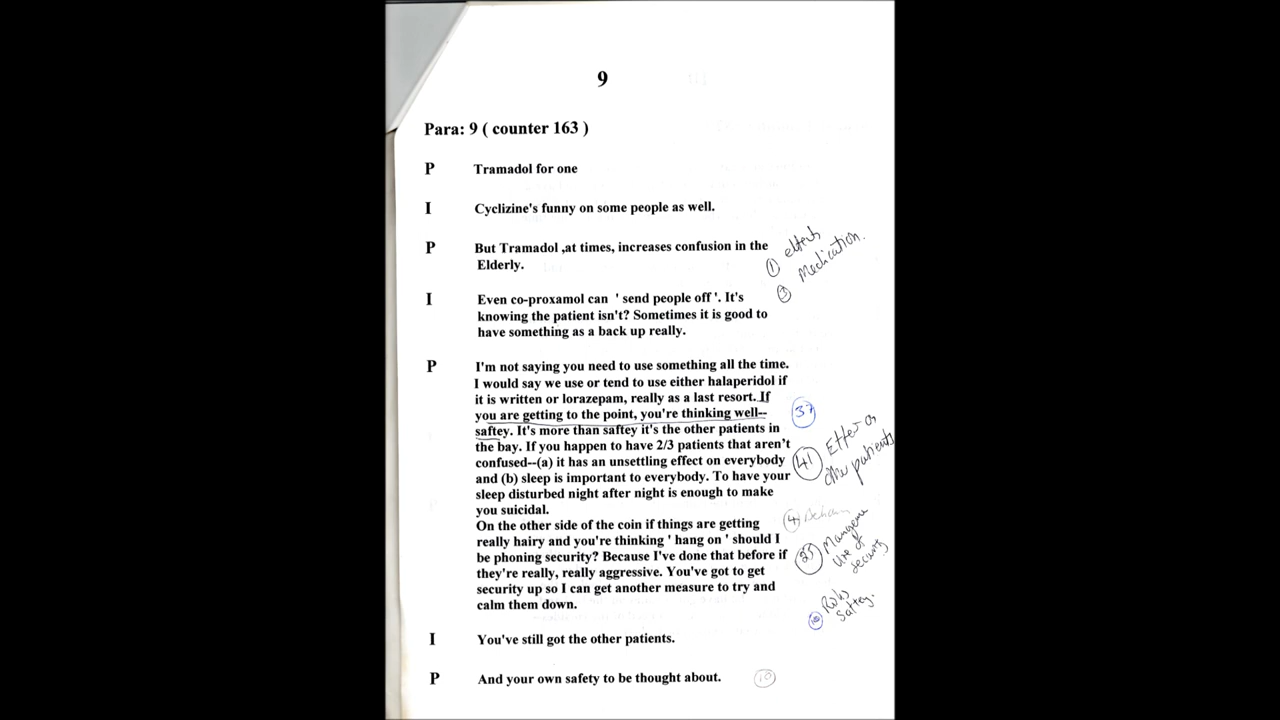 9
Para: 9 ( counter 163 )
P Tramadol for one
I Cyclizine's funny on some people as well.
P But Tramadol ,at times, increases confusion in the
Elderly.
① effects
③ Medication.
I Even co-proxamol can ' send people off '. It's
knowing the patient isn't? Sometimes it is good to
have something as a back up really.
P I'm not saying you need to use something all the time.
I would say we use or tend to use either halaperidol if
it is written or lorazepam, really as a last resort. If
you are getting to the point, you're thinking well--
saftey. It's more than saftey it's the other patients in
the bay. If you happen to have 2/3 patients that aren't
confused--(a) it has an unsettling effect on everybody
and (b) sleep is important to everybody. To have your
sleep disturbed night after night is enough to make
you suicidal.
37
41 Effect on
other patients
On the other side of the coin if things are getting
really hairy and you're thinking ' hang on ' should I
be phoning security? Because I've done that before if
they're really, really aggressive. You've got to get
security up so I can get another measure to try and
calm them down.
25
use of
security
Saftey.
I You've still got the other patients.
P And your own safety to be thought about.
10